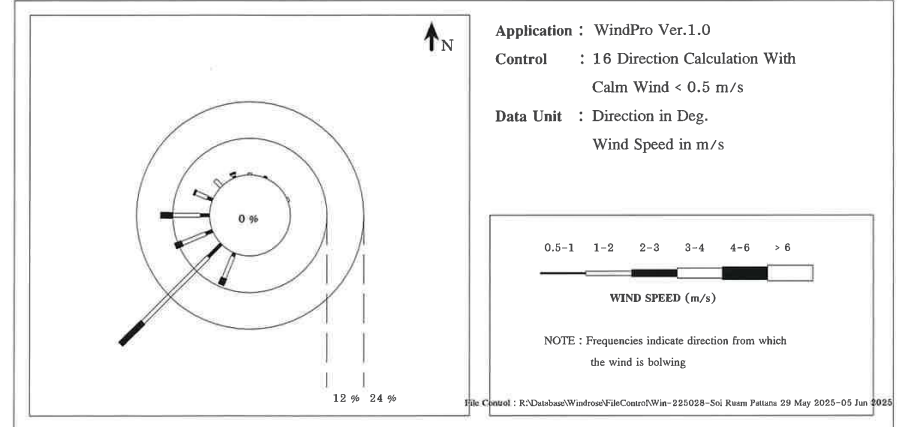 N
0 %
12 % 24 %
Application : WindPro Ver.1.0
Control : 16 Direction Calculation With
Calm Wind < 0.5 m/s
Data Unit : Direction in Deg.
Wind Speed in m/s
0.5-1 1-2 2-3 3-4 4-6 > 6
WIND SPEED (m/s)
NOTE : Frequencies indicate direction from which
the wind is bolwing
File Control : R:\Database\Windrose\FileControl\Win-225028-Soi Ruam Pattana 29 May 2025-05 Jun 2025